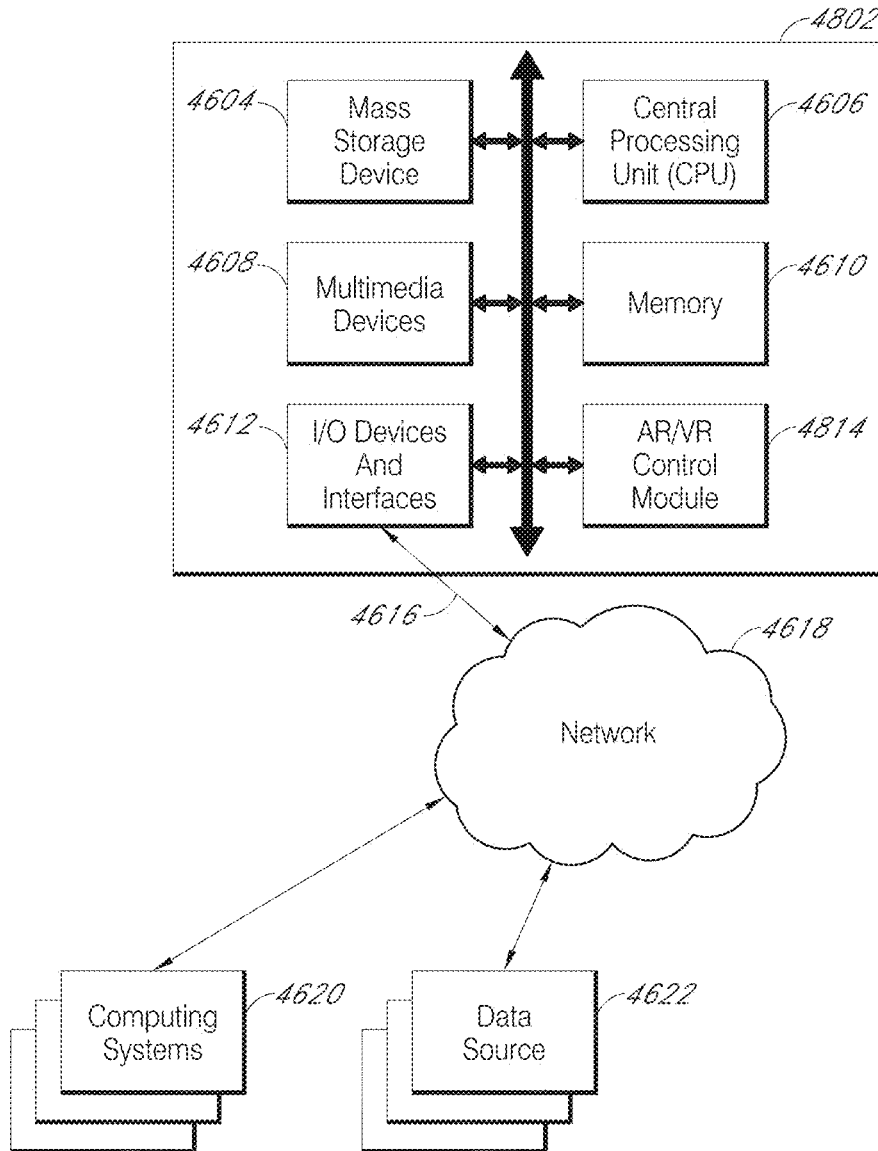 4802
4604
Mass
Storage
Device
Central
Processing
Unit (CPU)
4606
4608
Multimedia
Devices
Memory
4610
4612
I/O Devices
And
Interfaces
AR/VR
Control
Module
4814
4616
4618
Network
Computing
Systems
4620
Data
Source
4622